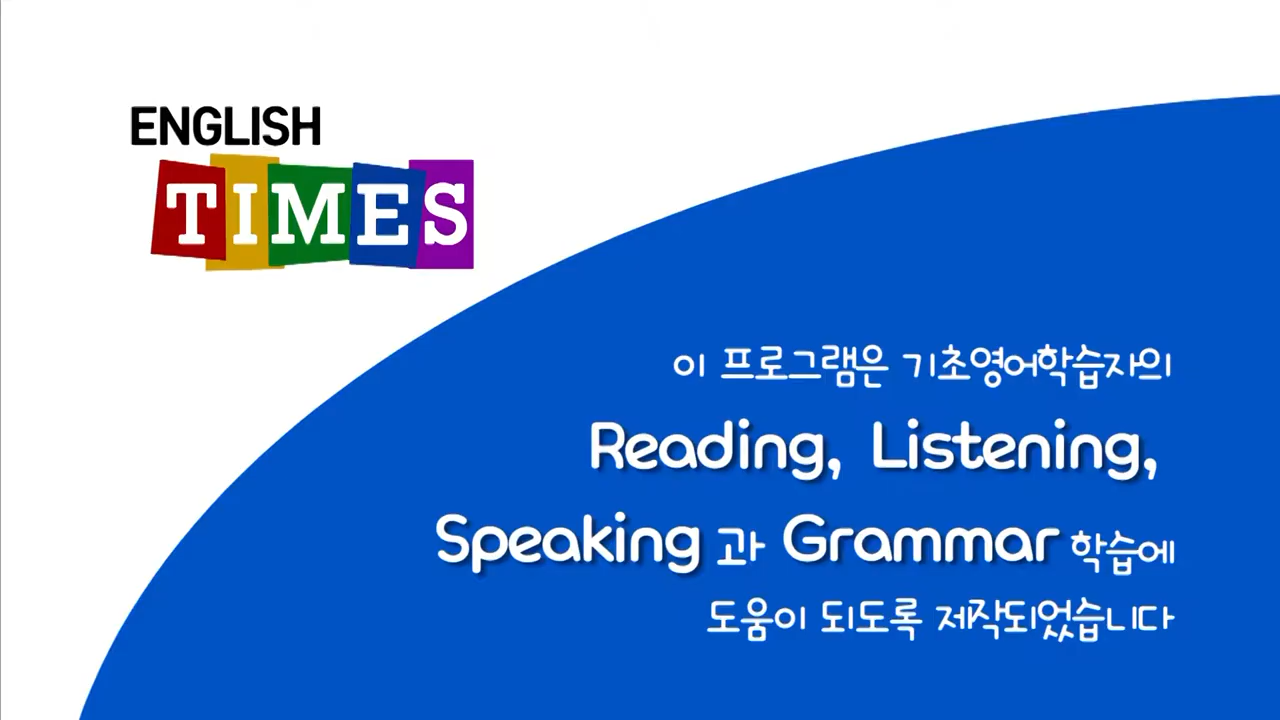 ENGLISH
TIMES
이 프로그램은 기초영어학습자의
Reading, Listening,
Speaking 과 Grammar 학습에
도움이 되도록 제작되었습니다